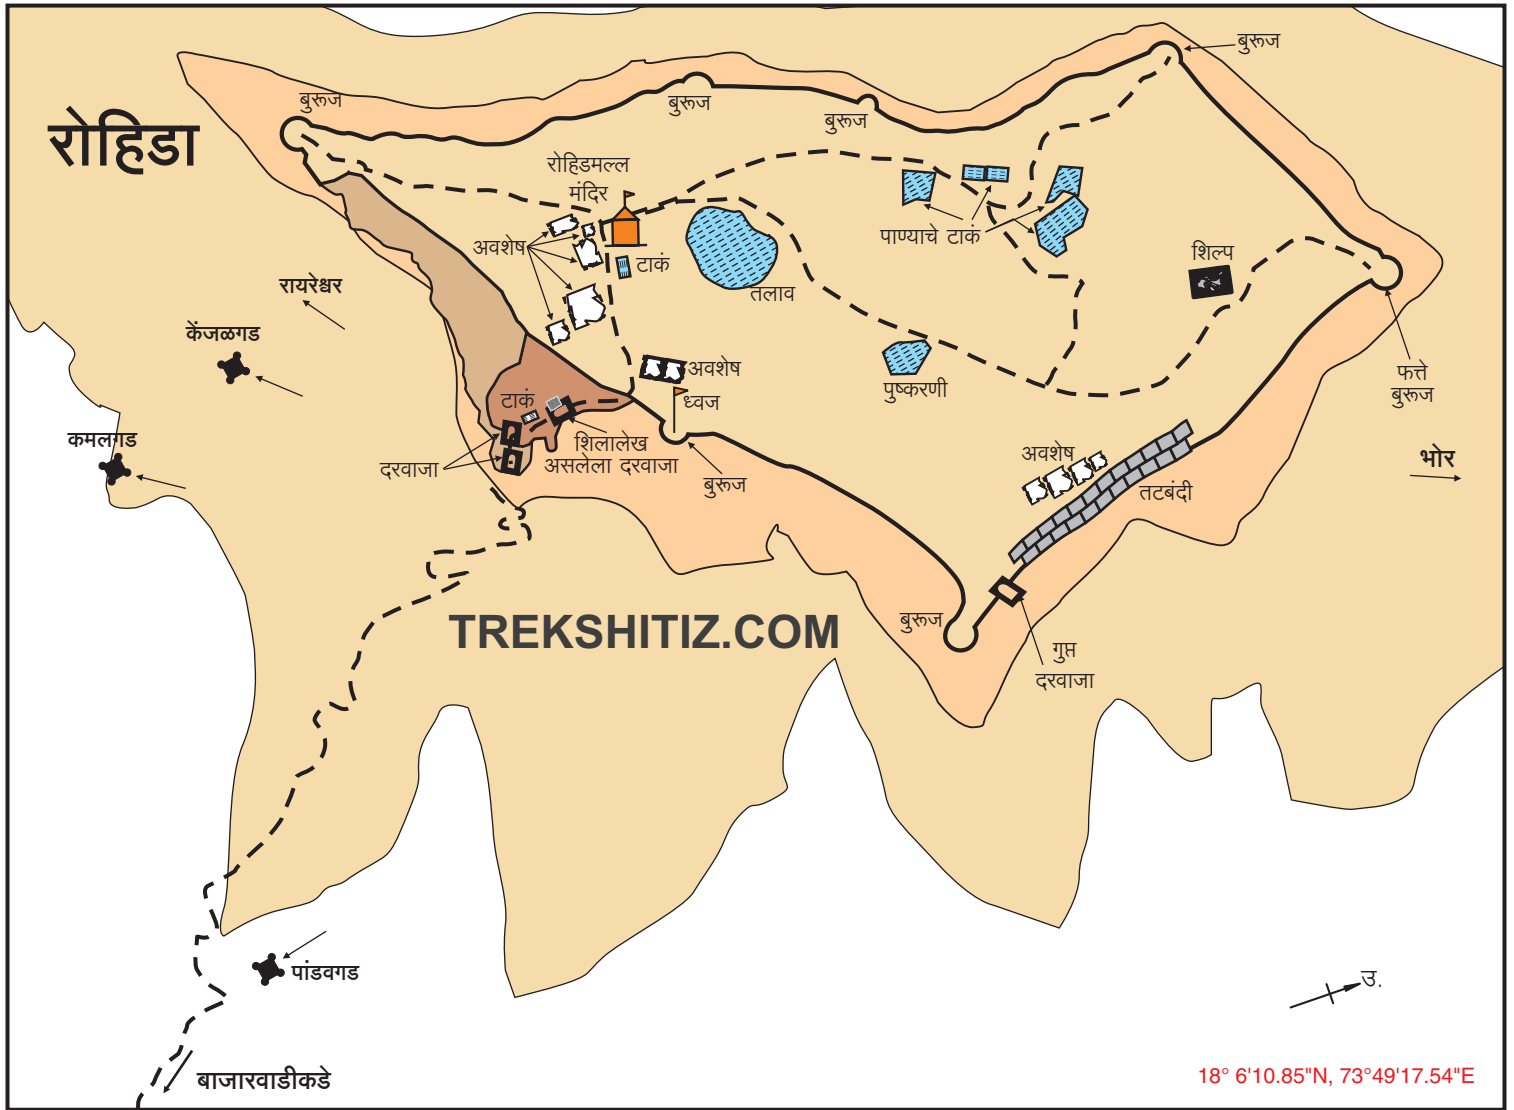 बुरूज
बुरूज
बुरूज
बुरूज
रोहिडा
रोहिडमल्ल
मंदिर
अवशेष
टाकं
पाण्याचे टाकं
शिल्प
तलाव
रायरेश्वर
केंजळगड
अवशेष
पुष्करणी
फत्ते
बुरूज
टाकं
ध्वज
कमलगड
शिलालेख
असलेला दरवाजा
दरवाजा
बुरूज
अवशेष
तटबंदी
भोर
TREKSHITIZ.COM
बुरूज
गुप्त
दरवाजा
पांडवगड
उ.
बाजारवाडीकडे
18° 6'10.85"N, 73°49'17.54"E